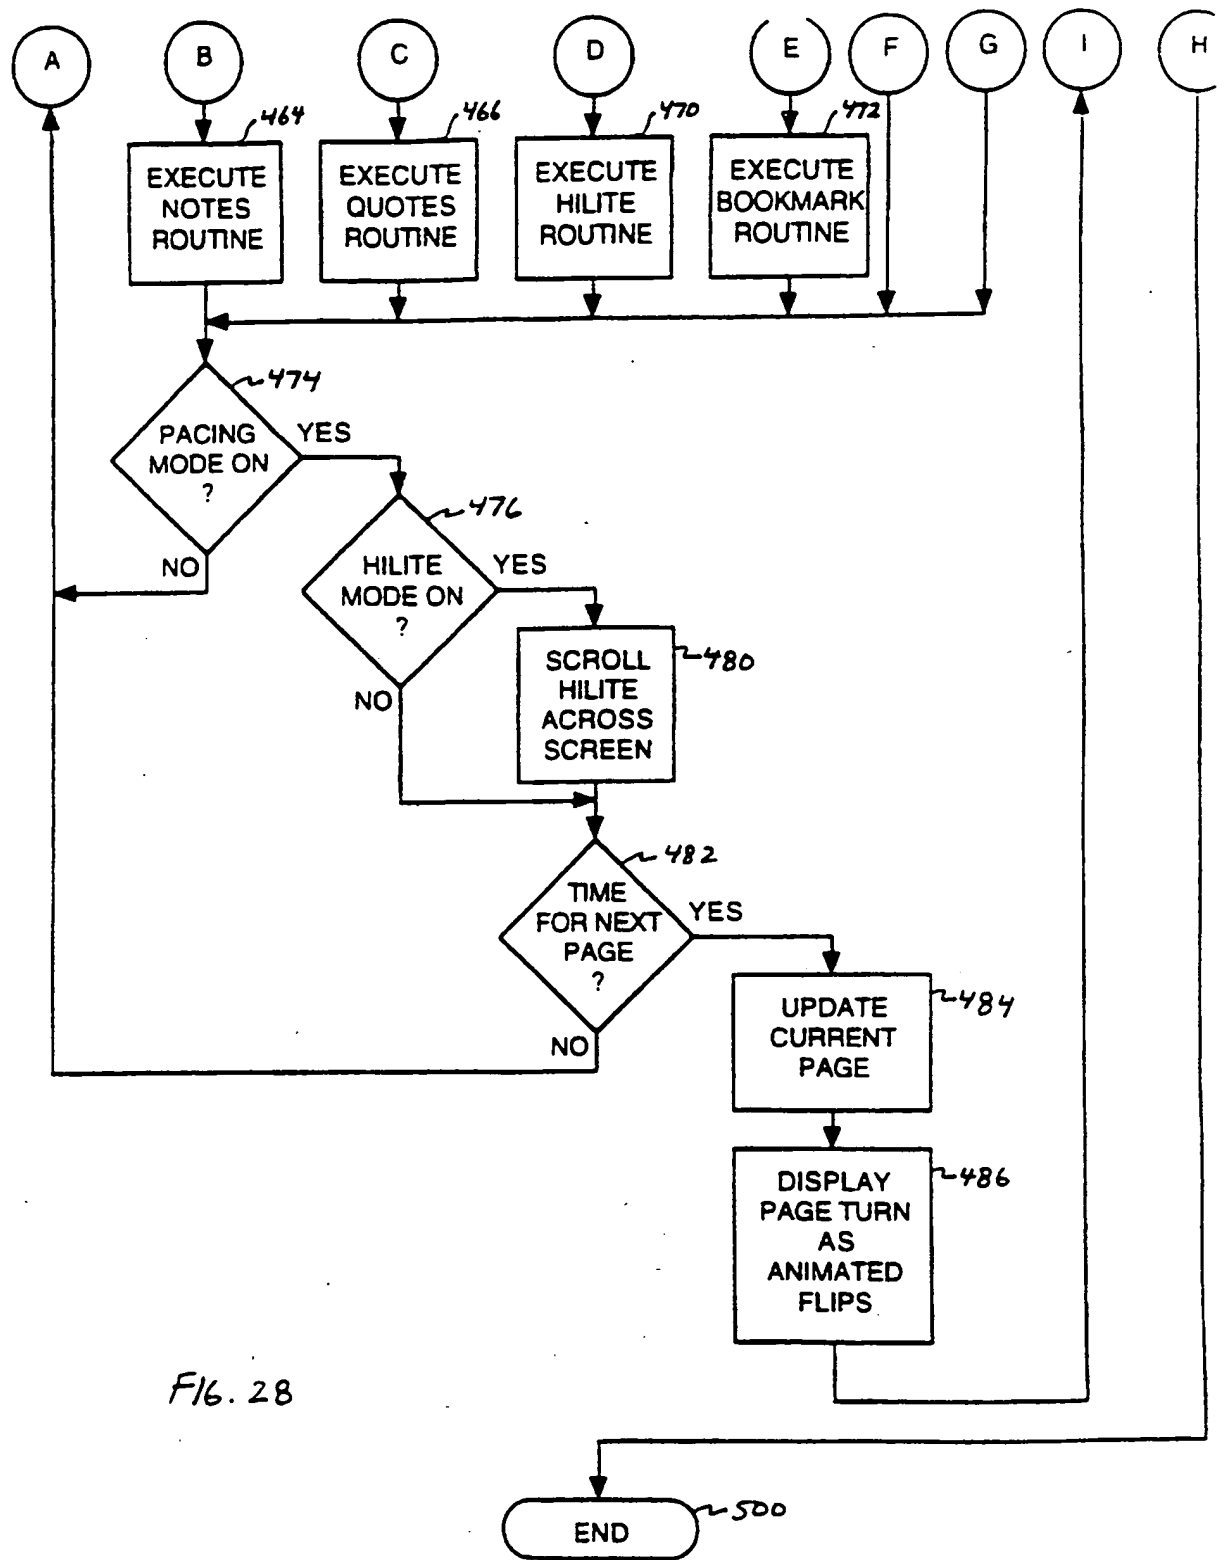 A B C D E F G I H
464 466 470 472
EXECUTE
NOTES
ROUTINE
EXECUTE
QUOTES
ROUTINE
EXECUTE
HILITE
ROUTINE
EXECUTE
BOOKMARK
ROUTINE
474
PACING
MODE ON
?
YES
NO
476
HILITE
MODE ON
?
YES
NO
480
SCROLL
HILITE
ACROSS
SCREEN
482
TIME
FOR NEXT
PAGE
?
YES
NO
484
UPDATE
CURRENT
PAGE
486
DISPLAY
PAGE TURN
AS
ANIMATED
FLIPS
FIG. 28
500
END